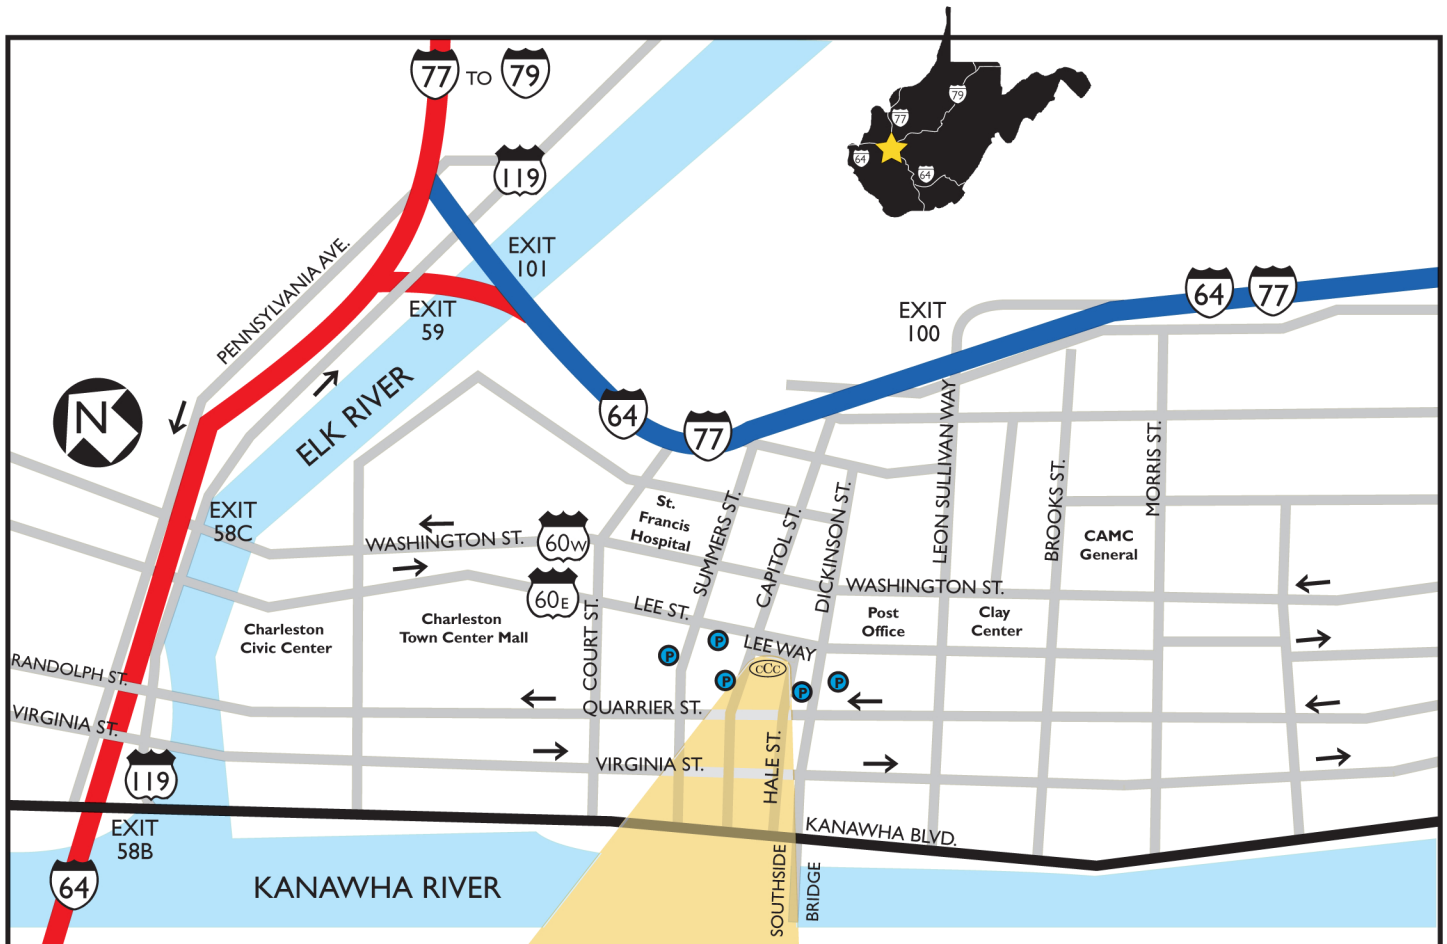 77 TO 79
79
77
64
64
119
EXIT
101
EXIT
59
PENNSYLVANIA AVE.
64 77
EXIT
100
N
ELK RIVER
64
77
LEON SULLIVAN WAY
BROOKS ST.
MORRIS ST.
EXIT
58C
WASHINGTON ST.
60W
St.
Francis
Hospital
SUMMERS ST.
CAPITOL ST.
DICKINSON ST.
CAMC
General
60E
LEE ST.
WASHINGTON ST.
Charleston
Civic Center
Charleston
Town Center Mall
COURT ST.
Post
Office
Clay
Center
P
P
P
P
P
LEE WAY
CCC
RANDOLPH ST.
VIRGINIA ST.
QUARRIER ST.
VIRGINIA ST.
HALE ST.
119
EXIT
58B
KANAWHA BLVD.
64
KANAWHA RIVER
SOUTHSIDE
BRIDGE